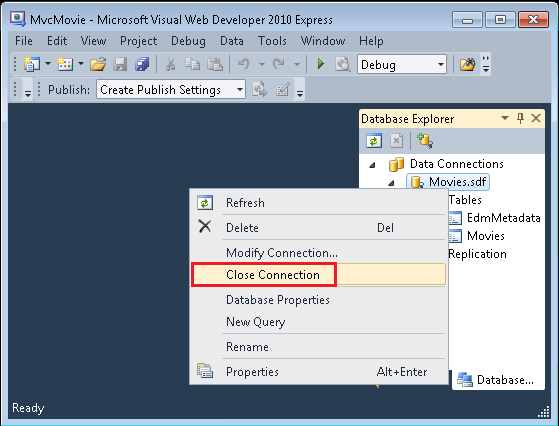 MvcMovie - Microsoft Visual Web Developer 2010 Express
File Edit View Project Debug Data Tools Express Window Help
Debug
Publish: Create Publish Settings
Database Explorer
Data Connections
Movies.sdf
Tables
EdmMetadata
Movies
Replication
Refresh
Delete Del
Modify Connection...
Close Connection
Database Properties
New Query
Rename
Properties Alt+Enter
Database...
Ready